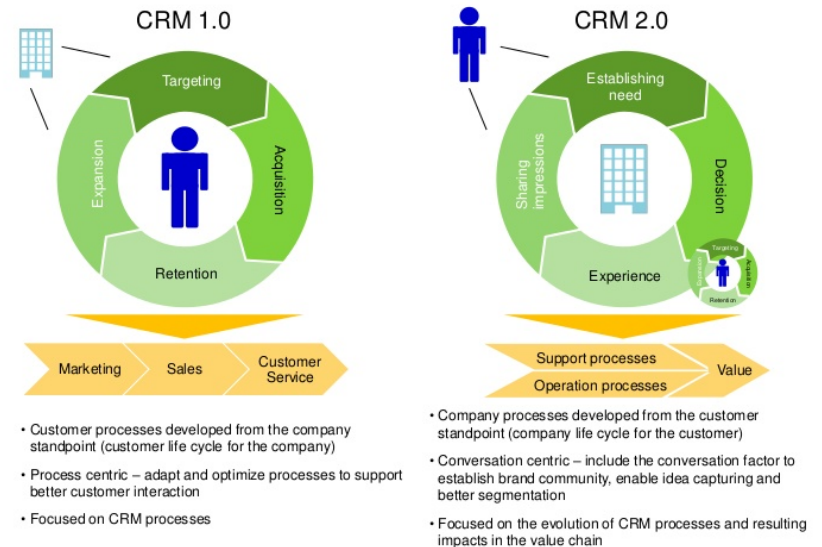 CRM 1.0
Targeting
Acquisition
Retention
Expansion
Marketing
Sales
Customer
Service
• Customer processes developed from the company
standpoint (customer life cycle for the company)
• Process centric – adapt and optimize processes to support
better customer interaction
• Focused on CRM processes
CRM 2.0
Establishing
need
Decision
Experience
Sharing
impressions
Targeting
Acquisition
Retention
Expansion
Support processes
Operation processes
Value
• Company processes developed from the customer
standpoint (company life cycle for the customer)
• Conversation centric – include the conversation factor to
establish brand community, enable idea capturing and
better segmentation
• Focused on the evolution of CRM processes and resulting
impacts in the value chain